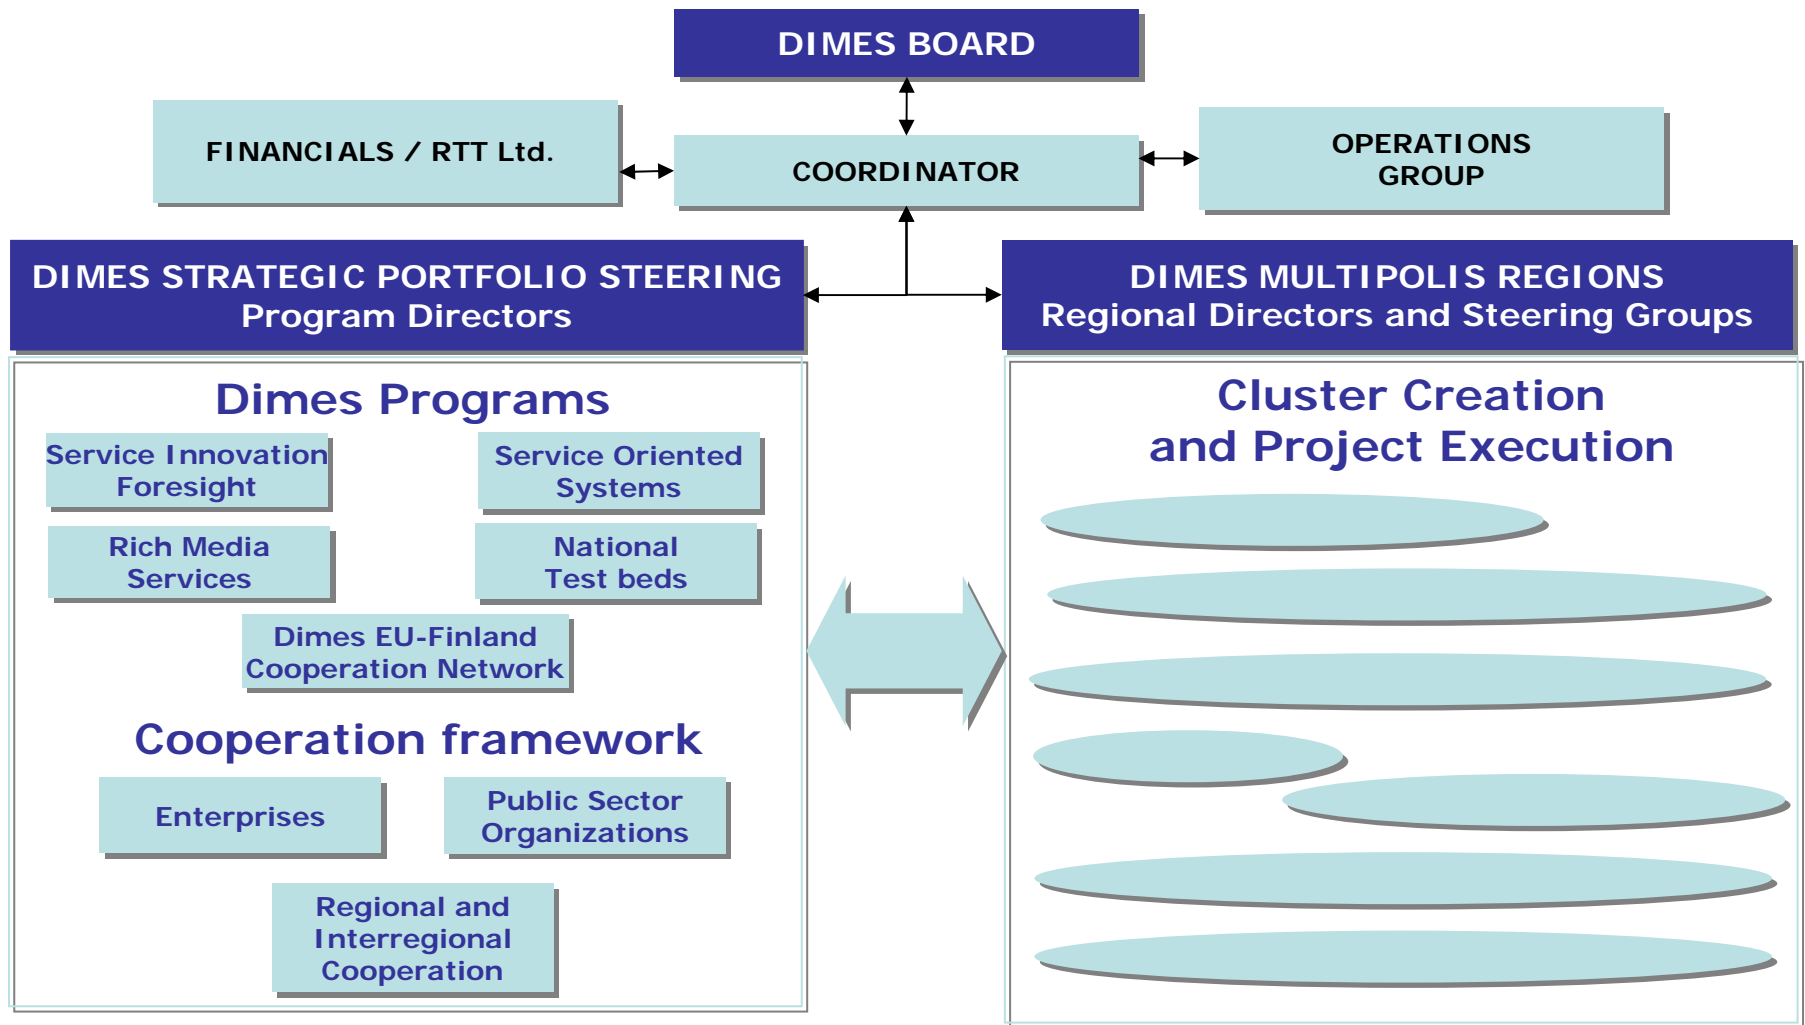 DIMES BOARD
FINANCIALS / RTT Ltd.
COORDINATOR
OPERATIONS
GROUP
DIMES STRATEGIC PORTFOLIO STEERING
Program Directors
DIMES MULTIPOLIS REGIONS
Regional Directors and Steering Groups
Dimes Programs
Service Innovation
Foresight
Service Oriented
Systems
Rich Media
Services
National
Test beds
Dimes EU-Finland
Cooperation Network
Cooperation framework
Enterprises
Public Sector
Organizations
Regional and
Interregional
Cooperation
Cluster Creation
and Project Execution